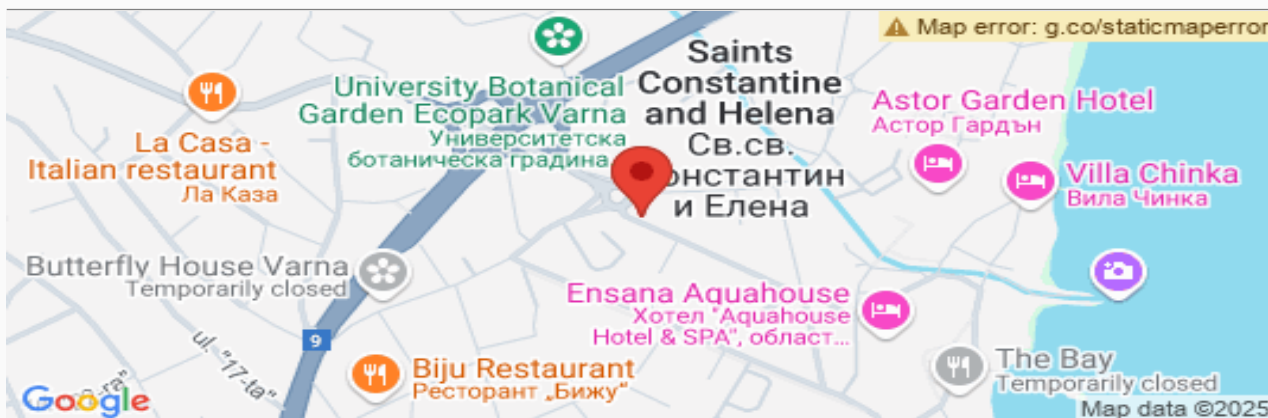 Map error: g.co/staticmaperror
Saints
Constantine
and Helena
Св.св.
онстантин
и Елена
University Botanical
Garden Ecopark Varna
Университетска
ботаническа градина
La Casa -
Italian restaurant
Ла Каза
Astor Garden Hotel
Астор Гардън
Villa Chinka
Вила Чинка
Butterfly House Varna
Temporarily closed
Ensana Aquahouse
Хотел "Aquahouse
Hotel & SPA", област...
9
ul. "17-ta"
Biju Restaurant
Ресторант „Бижу“
The Bay
Temporarily closed
Google
Map data ©2025